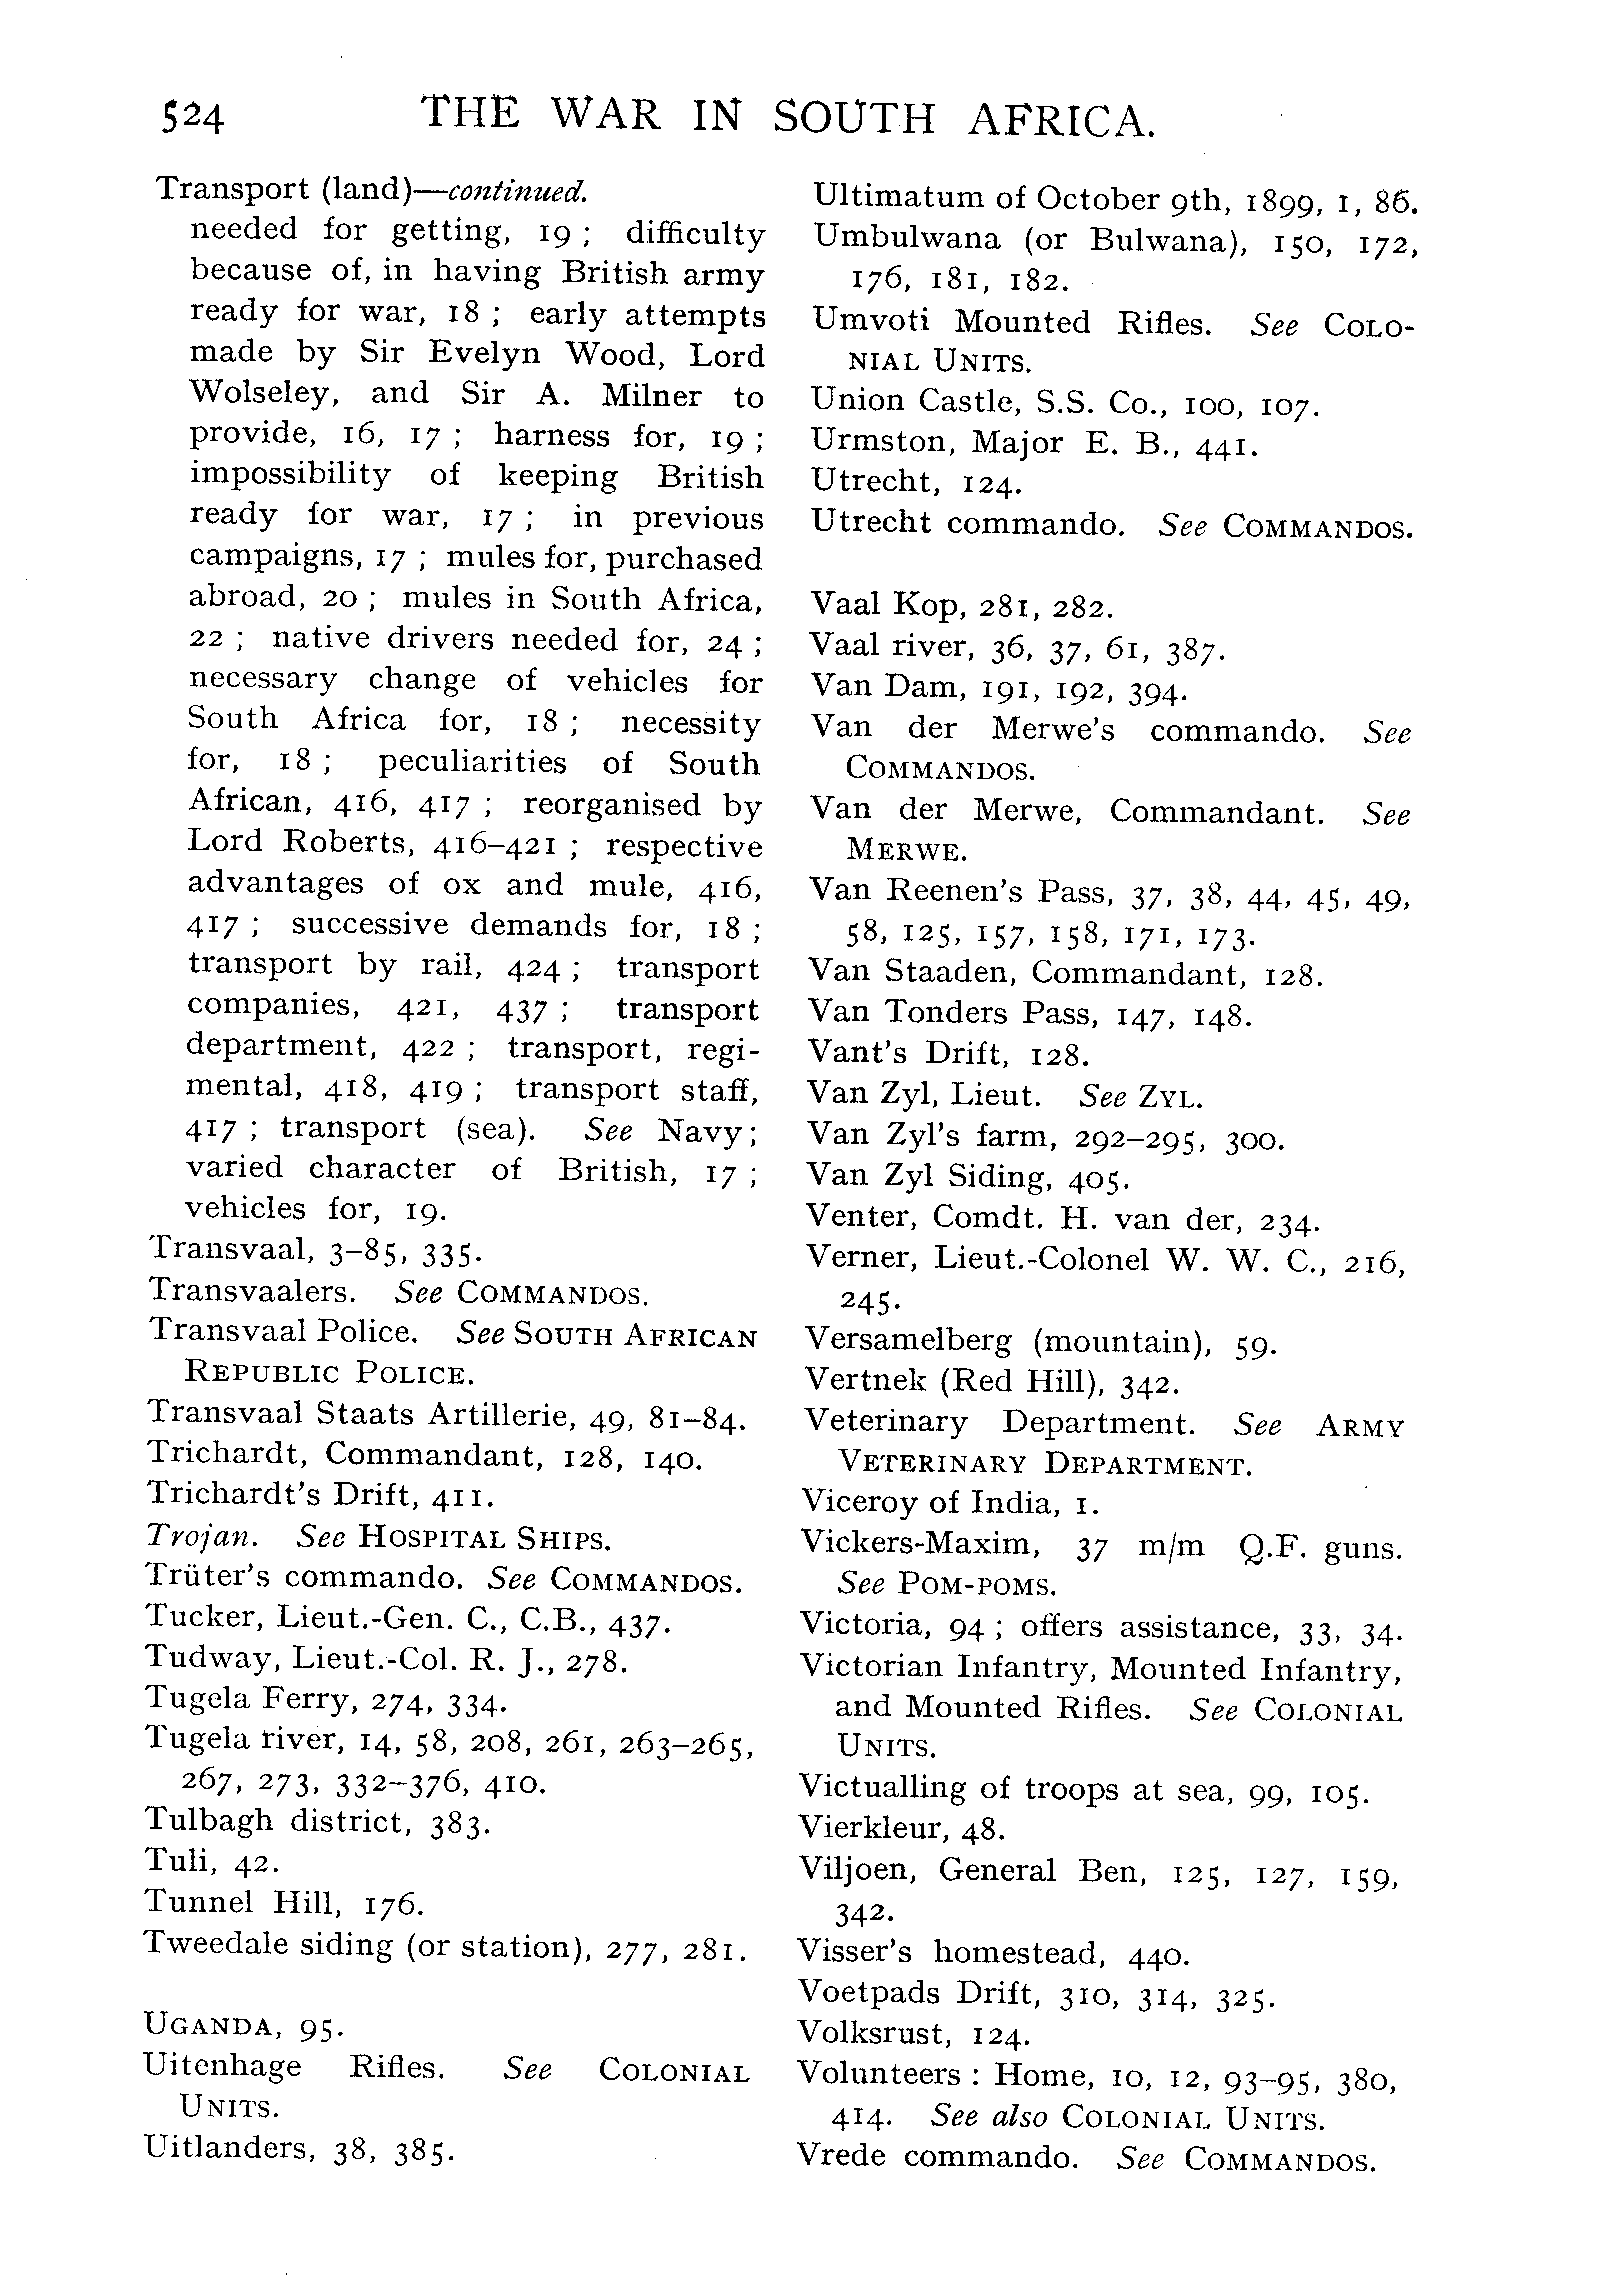 524 THE WAR IN SOUTH AFRICA.
Transport (land)—continued.
needed for getting, 19 ; difficulty
because of, in having British army
ready for war, 18 ; early attempts
made by Sir Evelyn Wood, Lord
Wolseley, and Sir A. Milner to
provide, 16, 17 ; harness for, 19 ;
impossibility of keeping British
ready for war, 17 ; in previous
campaigns, 17 ; mules for, purchased
abroad, 20 ; mules in South Africa,
22 ; native drivers needed for, 24 ;
necessary change of vehicles for
South Africa for, 18 ; necessity
for, 18 ; peculiarities of South
African, 416, 417 ; reorganised by
Lord Roberts, 416–421 ; respective
advantages of ox and mule, 416,
417 ; successive demands for, 18 ;
transport by rail, 424 ; transport
companies, 421, 437 ; transport
department, 422 ; transport, regi-
mental, 418, 419 ; transport staff,
417 ; transport (sea). See Navy ;
varied character of British, 17 ;
vehicles for, 19.
Transvaal, 3–85, 335.
Transvaalers. See COMMANDOS.
Transvaal Police. See SOUTH AFRICAN
REPUBLIC POLICE.
Transvaal Staats Artillerie, 49, 81–84.
Trichardt, Commandant, 128, 140.
Trichardt's Drift, 411.
Trojan. See HOSPITAL SHIPS.
Trüter's commando. See COMMANDOS.
Tucker, Lieut.-Gen. C., C.B., 437.
Tudway, Lieut.-Col. R. J., 278.
Tugela Ferry, 274, 334.
Tugela river, 14, 58, 208, 261, 263–265,
267, 273, 332–376, 410.
Tulbagh district, 383.
Tuli, 42.
Tunnel Hill, 176.
Tweedale siding (or station), 277, 281.
UGANDA, 95.
Uitenhage Rifles. See COLONIAL
UNITS.
Uitlanders, 38, 385.
Ultimatum of October 9th, 1899, 1, 86.
Umbulwana (or Bulwana), 150, 172,
176, 181, 182.
Umvoti Mounted Rifles. See COLO-
NIAL UNITS.
Union Castle, S.S. Co., 100, 107.
Urmston, Major E. B., 441.
Utrecht, 124.
Utrecht commando. See COMMANDOS.
Vaal Kop, 281, 282.
Vaal river, 36, 37, 61, 387.
Van Dam, 191, 192, 394.
Van der Merwe's commando. See
COMMANDOS.
Van der Merwe, Commandant. See
MERWE.
Van Reenen's Pass, 37, 38, 44, 45, 49,
58, 125, 157, 158, 171, 173.
Van Staaden, Commandant, 128.
Van Tonders Pass, 147, 148.
Vant's Drift, 128.
Van Zyl, Lieut. See ZYL.
Van Zyl's farm, 292–295, 300.
Van Zyl Siding, 405.
Venter, Comdt. H. van der, 234.
Verner, Lieut.-Colonel W. W. C., 216,
245.
Versamelberg (mountain), 59.
Vertnek (Red Hill), 342.
Veterinary Department. See ARMY
VETERINARY DEPARTMENT.
Viceroy of India, 1.
Vickers-Maxim, 37 m/m Q.F. guns.
See POM-POMS.
Victoria, 94 ; offers assistance, 33, 34.
Victorian Infantry, Mounted Infantry,
and Mounted Rifles. See COLONIAL
UNITS.
Victualling of troops at sea, 99, 105.
Vierkleur, 48.
Viljoen, General Ben, 125, 127, 159,
342.
Visser's homestead, 440.
Voetpads Drift, 310, 314, 325.
Volksrust, 124.
Volunteers : Home, 10, 12, 93–95, 380,
414. See also COLONIAL UNITS.
Vrede commando. See COMMANDOS.